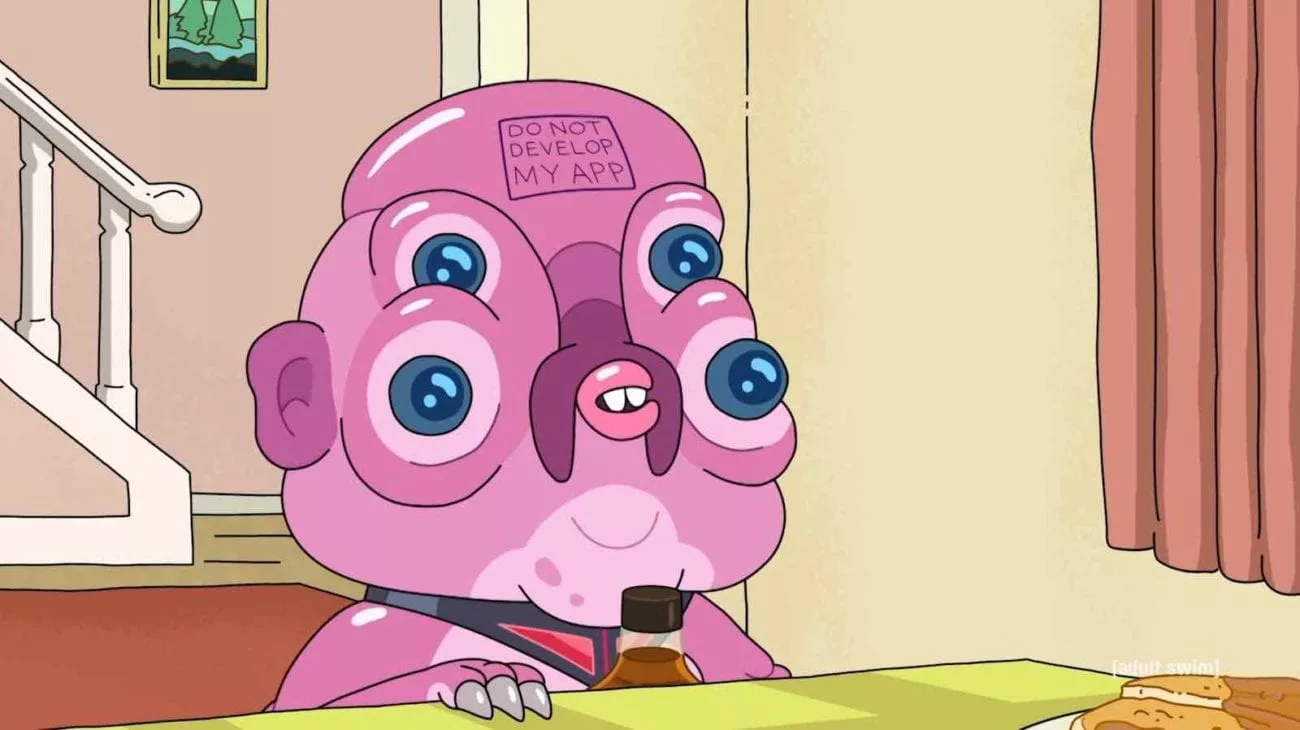 DO NOT
DEVELOP
MY APP
[adult swim]